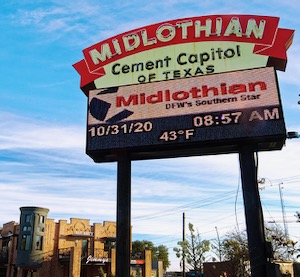 MIDLOTHIAN
Cement Capitol
OF TEXAS
Midlothian
DFW's Southern Star
10/31/20 08:57 AM
43°F